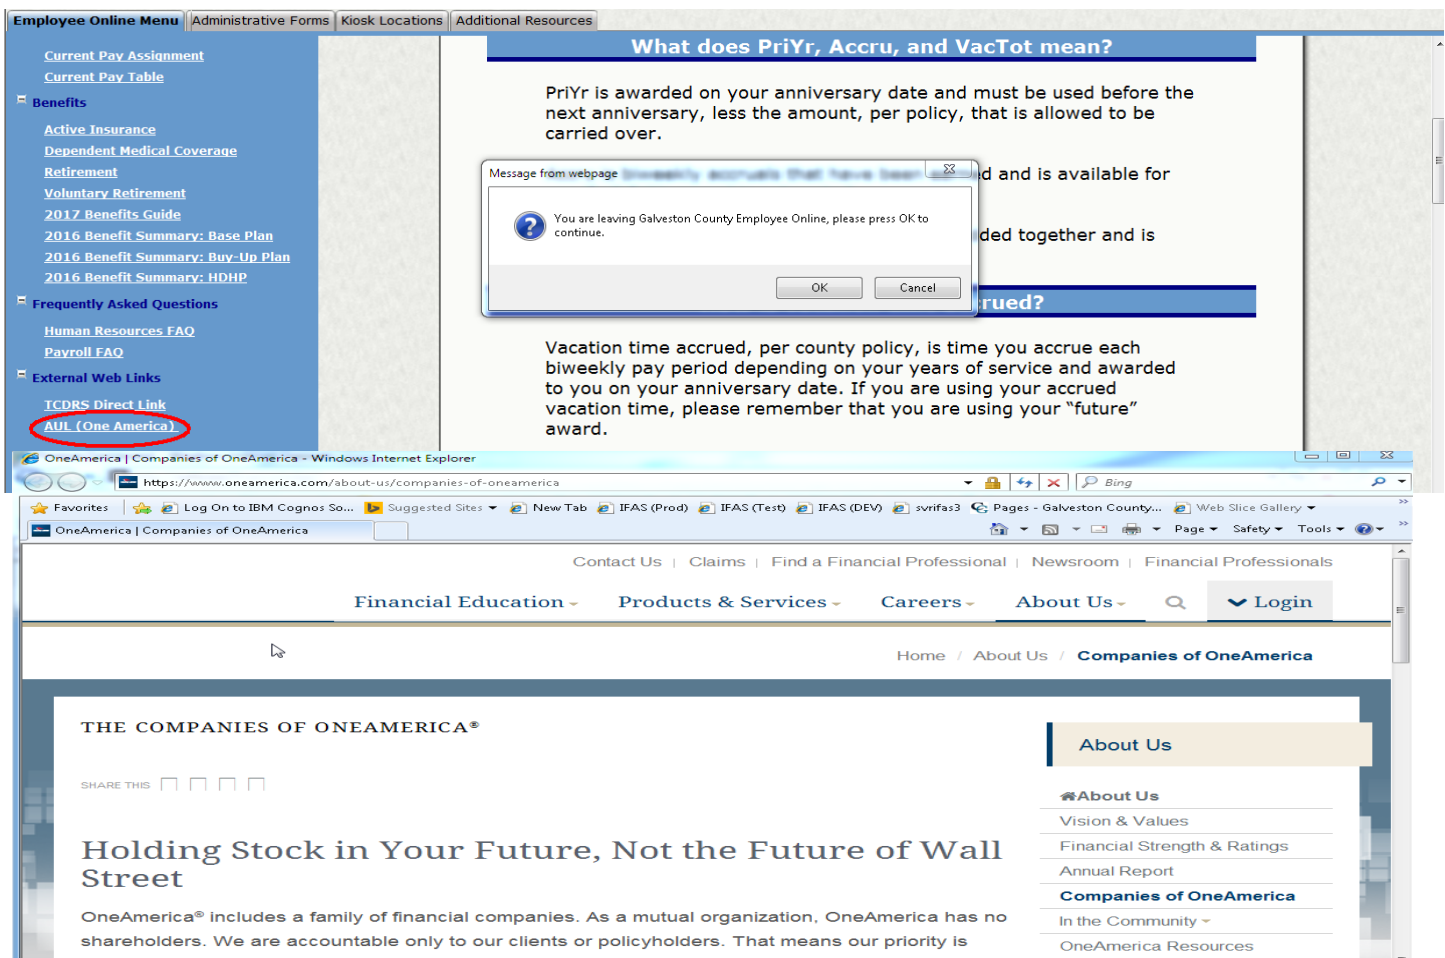 Employee Online Menu Administrative Forms Kiosk Locations Additional Resources
Current Pay Assignment
Current Pay Table
Benefits
Active Insurance
Dependent Medical Coverage
Retirement
Voluntary Retirement
2017 Benefits Guide
2016 Benefit Summary: Base Plan
2016 Benefit Summary: Buy-Up Plan
2016 Benefit Summary: HDHP
Frequently Asked Questions
Human Resources FAQ
Payroll FAQ
External Web Links
TCDRS Direct Link
AUL (One America)
What does PriYr, Accru, and VacTot mean?
PriYr is awarded on your anniversary date and must be used before the
next anniversary, less the amount, per policy, that is allowed to be
carried over.
biweekly accruals that have been d and is available for
ded together and is
rued?
Message from webpage
You are leaving Galveston County Employee Online, please press OK to
continue.
OK Cancel
Vacation time accrued, per county policy, is time you accrue each
biweekly pay period depending on your years of service and awarded
to you on your anniversary date. If you are using your accrued
vacation time, please remember that you are using your “future”
award.
OneAmerica | Companies of OneAmerica - Windows Internet Explorer
https://www.oneamerica.com/about-us/companies-of-oneamerica Bing
Favorites Log On to IBM Cognos So... Suggested Sites New Tab IFAS (Prod) IFAS (Test) IFAS (DEV) svrifas3 Pages - Galveston County... Web Slice Gallery
OneAmerica | Companies of OneAmerica Page Safety Tools
Contact Us | Claims | Find a Financial Professional | Newsroom | Financial Professionals
Financial Education Products & Services Careers About Us Login
Home / About Us / Companies of OneAmerica
THE COMPANIES OF ONEAMERICA®
SHARE THIS
Holding Stock in Your Future, Not the Future of Wall
Street
OneAmerica® includes a family of financial companies. As a mutual organization, OneAmerica has no
shareholders. We are accountable only to our clients or policyholders. That means our priority is
About Us
About Us
Vision & Values
Financial Strength & Ratings
Annual Report
Companies of OneAmerica
In the Community
OneAmerica Resources